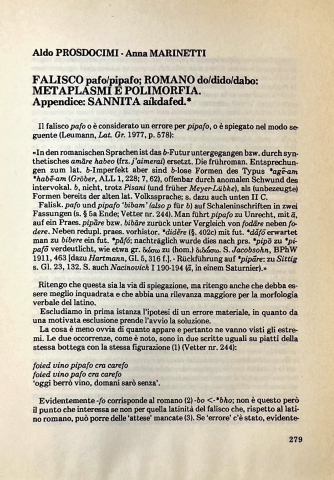 Aldo PROSDOCIMI - Anna MARINETTI
FALISCO pafo/pipafo; ROMANO do/dido/dabo:
METAPLASMI E POLIMORFIA.
Appendice: SANNITA aíkdafed.*
Il falisco pafo o è considerato un errore per pipafo, o è spiegato nel modo se-
guente (Leumann, Lat. Gr. 1977, p. 578):
«In den romanischen Sprachen ist das b-Futur untergegangen bzw. durch syn-
thetisches amāre habeo (frz. j'aimerai) ersetzt. Die frühroman. Entsprechun-
gen zum lat. b-Imperfekt aber sind b-lose Formen des Typus
(Gröber, ALL 1, 228; 7, 62), offenbar durch anomalen Schwund des
intervokal. b, nicht, trotz Pisani (und früher Meyer-Lübke), als (unbezeugte)
Formen bereits der alten lat. Volkssprache; s. dazu auch unten II C.
Falisk. pafo und pipafo 'bibam' (also p für b) auf Schaleninschriften in zwei
Fassungen (s. § 5a Ende; Vetter nr. 244). Man führt pipafo zu Unrecht, mit ā,
auf ein Praes. pipāre bzw. bibāre zurück unter Vergleich von fodāre neben fo-
dere. Neben redupl. praes. vorhistor. (§, 402c) mit fut. erwartet
man zu bibere ein fut. nachträglich wurde dies nach prs. zu *pi-
pafō verdeutlicht, wie etwa gr. zu (hom.) S. Jacobsohn, BPhW
1911, 463 [dazu Hartmann, Gl. 5, 316 f.]. - Rückführung auf *pipāre: zu Sittig
s. Gl. 23, 132. S. auch Nacinovich I 190-194 (ā, in einem Saturnier).»
Ritengo che questa sia la via di spiegazione, ma ritengo anche che debba es-
sere meglio inquadrata e che abbia una rilevanza maggiore per la morfologia
verbale del latino.
Escludiamo in prima istanza l'ipotesi di un errore materiale, in quanto da
una motivata esclusione prende l'avvio la soluzione.
La cosa è meno ovvia di quanto appare e pertanto ne vanno visti gli estre-
mi. Le due occorrenze, come è noto, sono in due scritte uguali su piatti della
stessa bottega con la stessa figurazione (1) (Vetter nr. 244):
foied vino pipafo cra carefo
foied vino pafo cra carefo
'oggi berrò vino, domani sarò senza'.
Evidentemente -fo corrisponde al romano (2) -bo <-*bho; non è questo però
il punto che interessa se non per quella latinità del falisco che, rispetto al lati-
no romano, può porre delle 'attese' mancate (3). Se 'errore' c'è stato, evidente-
279